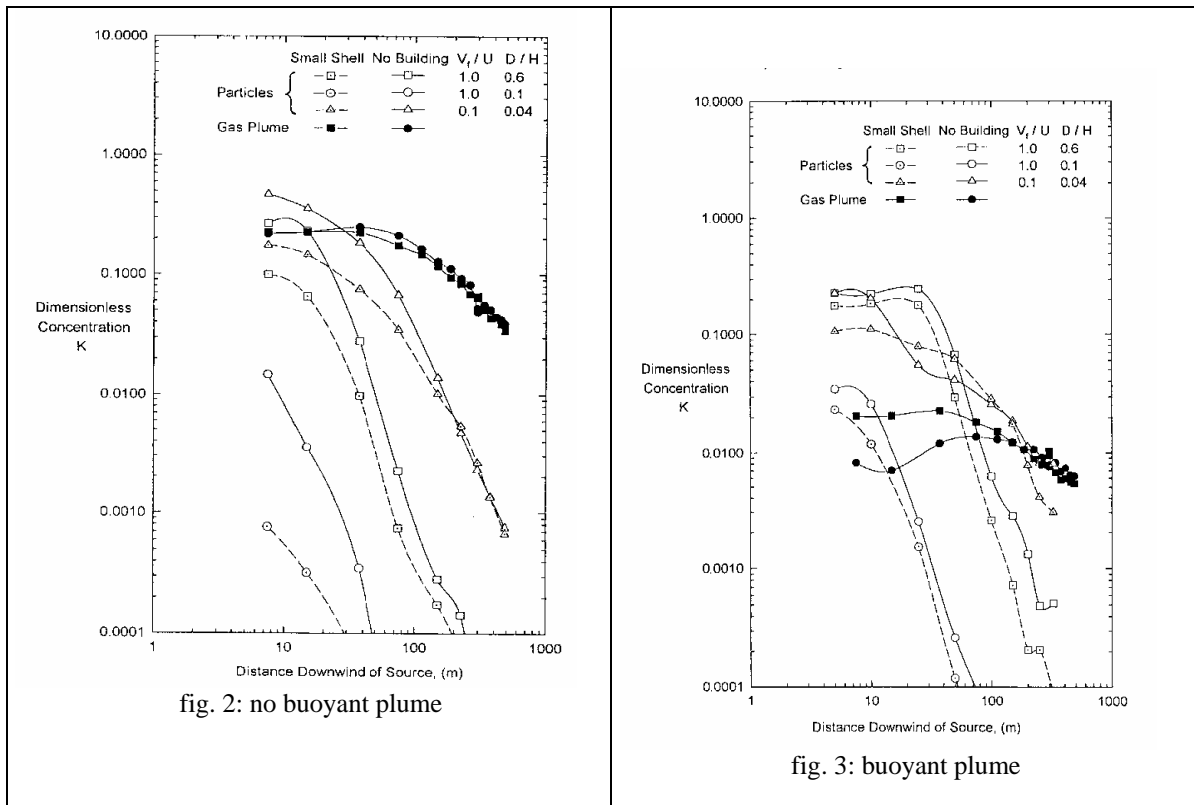 10.0000
Small Shell No Building Vf / U D / H
1.0 0.6
Particles { 1.0 0.1
0.1 0.04
Gas Plume
1.0000
0.1000
Dimensionless
Concentration
K
0.0100
0.0010
0.0001
1 10 100 1000
Distance Downwind of Source, (m)
fig. 2: no buoyant plume
10.0000
Small Shell No Building Vf / U D / H
1.0 0.6
Particles { 1.0 0.1
0.1 0.04
Gas Plume
1.0000
0.1000
Dimensionless
Concentration
K
0.0100
0.0010
0.0001
1 10 100 1000
Distance Downwind of Source, (m)
fig. 3: buoyant plume